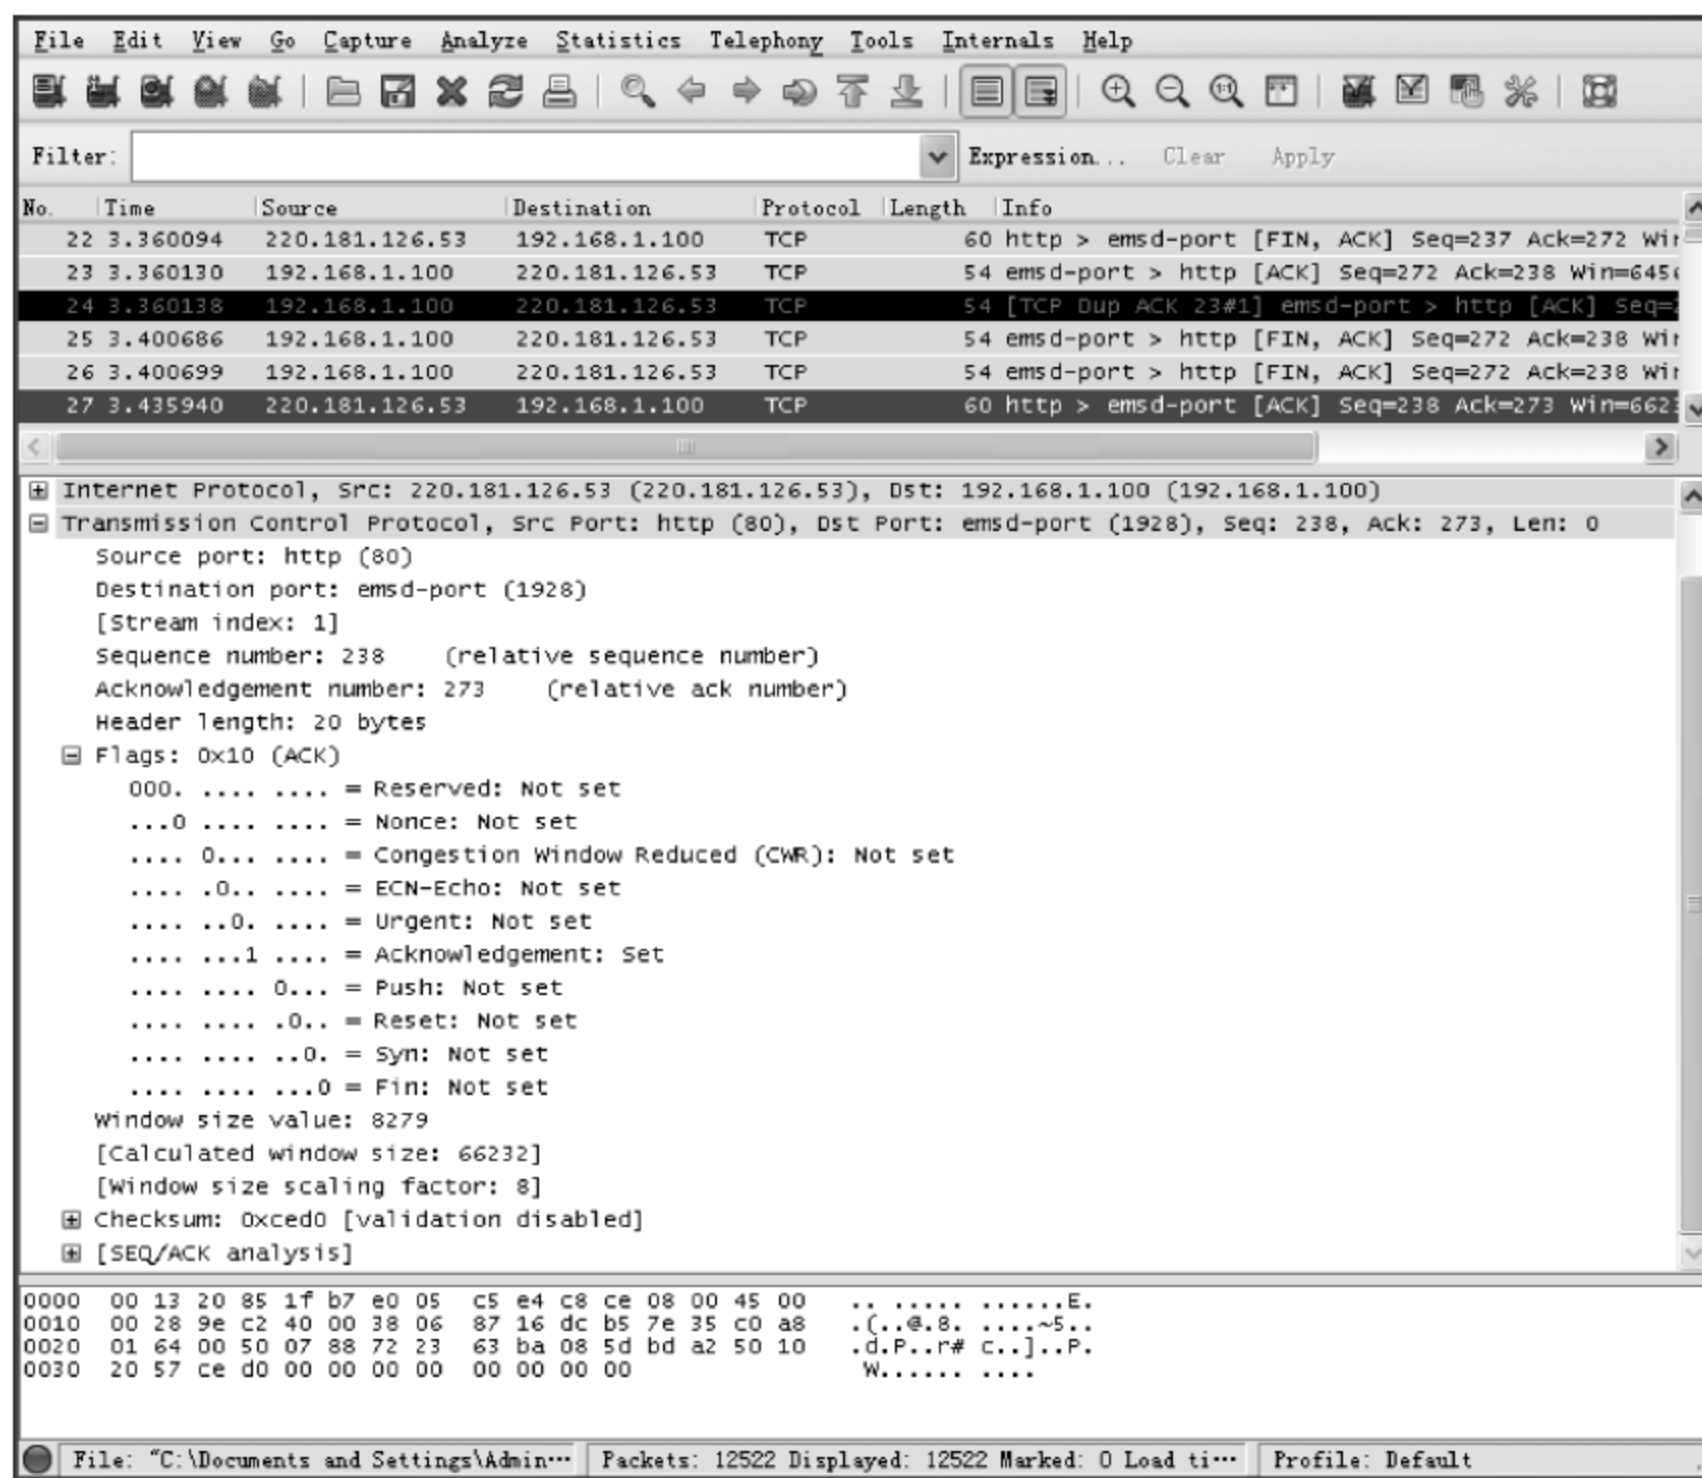 File Edit View Go Capture Analyze Statistics Telephony Tools Internals Help
Filter: Expression... Clear Apply
No. Time Source Destination Protocol Length Info
22 3.360094 220.181.126.53 192.168.1.100 TCP 60 http > emsd-port [FIN, ACK] Seq=237 Ack=272 Wir
23 3.360130 192.168.1.100 220.181.126.53 TCP 54 emsd-port > http [ACK] Seq=272 Ack=238 Win=645
24 3.360138 192.168.1.100 220.181.126.53 TCP 54 [TCP Dup ACK 23#1] emsd-port > http [ACK] Seq=
25 3.400686 192.168.1.100 220.181.126.53 TCP 54 emsd-port > http [FIN, ACK] Seq=272 Ack=238 Wir
26 3.400699 192.168.1.100 220.181.126.53 TCP 54 emsd-port > http [FIN, ACK] Seq=272 Ack=238 Wir
27 3.435940 220.181.126.53 192.168.1.100 TCP 60 http > emsd-port [ACK] Seq=238 Ack=273 Win=662
Internet Protocol, Src: 220.181.126.53 (220.181.126.53), Dst: 192.168.1.100 (192.168.1.100)
Transmission Control Protocol, Src Port: http (80), Dst Port: emsd-port (1928), Seq: 238, Ack: 273, Len: 0
Source port: http (80)
Destination port: emsd-port (1928)
[Stream index: 1]
Sequence number: 238 (relative sequence number)
Acknowledgement number: 273 (relative ack number)
Header length: 20 bytes
Flags: 0x10 (ACK)
000. .... .... = Reserved: Not set
...0 .... .... = Nonce: Not set
.... 0... .... = Congestion Window Reduced (CWR): Not set
.... .0.. .... = ECN-Echo: Not set
.... ..0. .... = Urgent: Not set
.... ...1 .... = Acknowledgement: Set
.... .... 0... = Push: Not set
.... .... .0.. = Reset: Not set
.... .... ..0. = Syn: Not set
.... .... ...0 = Fin: Not set
Window size value: 8279
[Calculated window size: 66232]
[Window size scaling factor: 8]
Checksum: 0xced0 [validation disabled]
[SEQ/ACK analysis]
0000 00 13 20 85 1f b7 e0 05 c5 e4 c8 ce 08 00 45 00 .. ..... ......E.
0010 00 28 9e c2 40 00 38 06 87 16 dc b5 7e 35 c0 a8 .(..@.8. ....~5..
0020 01 64 00 50 07 88 72 23 63 ba 08 5d bd a2 50 10 .d.P..r# c..]..P.
0030 20 57 ce d0 00 00 00 00 00 00 00 00 W...... ....
File: "C:\Documents and Settings\Admin··· Packets: 12522 Displayed: 12522 Marked: 0 Load ti··· Profile: Default